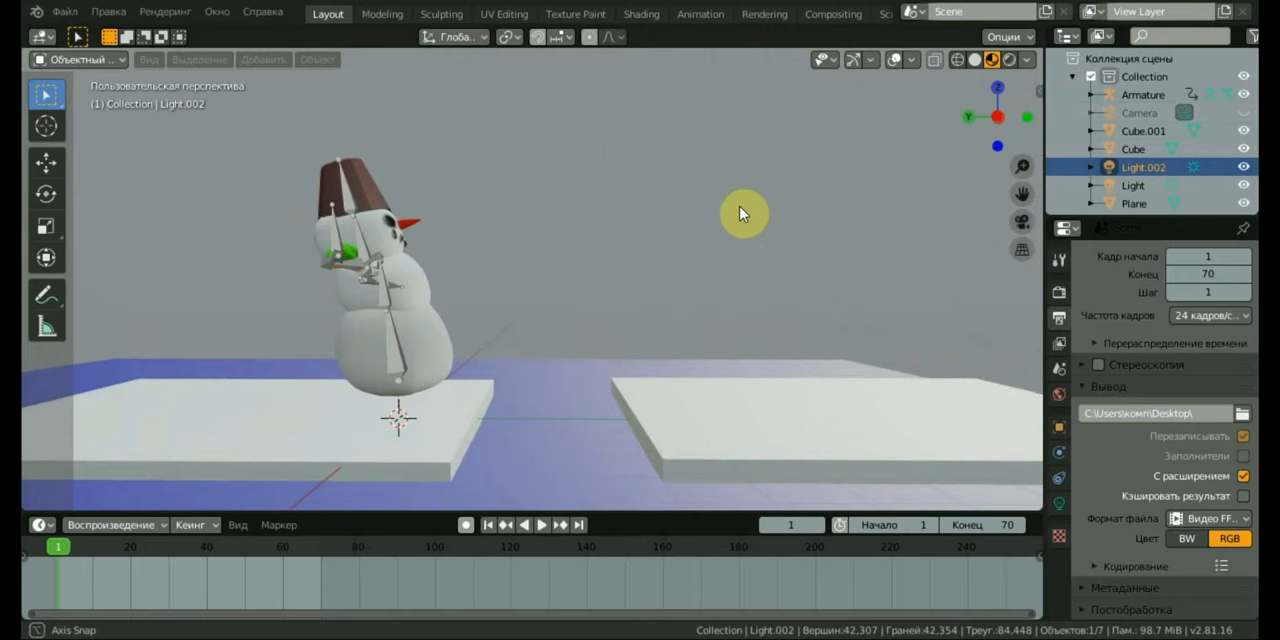 Файл Правка Рендеринг Окно Справка Layout Modeling Sculpting UV Editing Texture Paint Shading Animation Rendering Compositing Sc Scene View Layer
Глоба.. Опции
Объектный .. Вид Выделение Добавить Объект
Пользовательская перспектива
(1) Collection | Light.002
Z
Y
Коллекция сцены
Collection
Armature
Camera
Cube.001
Cube
Light.002
Light
Plane
Scene
Кадр начала 1
Конец 70
Шаг 1
Частота кадров 24 кадров/с..
Перераспределение времени
Стереоскопия
Вывод
C:\Users\комп\Desktop\
Перезаписывать
Заполнители
С расширением
Кэшировать результат
Формат файла Видео FF..
Цвет BW RGB
Кодирование
Метаданные
Постобработка
Воспроизведение Кеинг Вид Маркер 1 Начало 1 Конец 70
1 20 40 60 80 100 120 140 160 180 200 220 240
Axis Snap Collection | Light.002 | Вершин:42,307 | Граней:42,354 | Треуг.:84,448 | Объектов:1/7 | Пам.: 98.7 MiB | v2.81.16